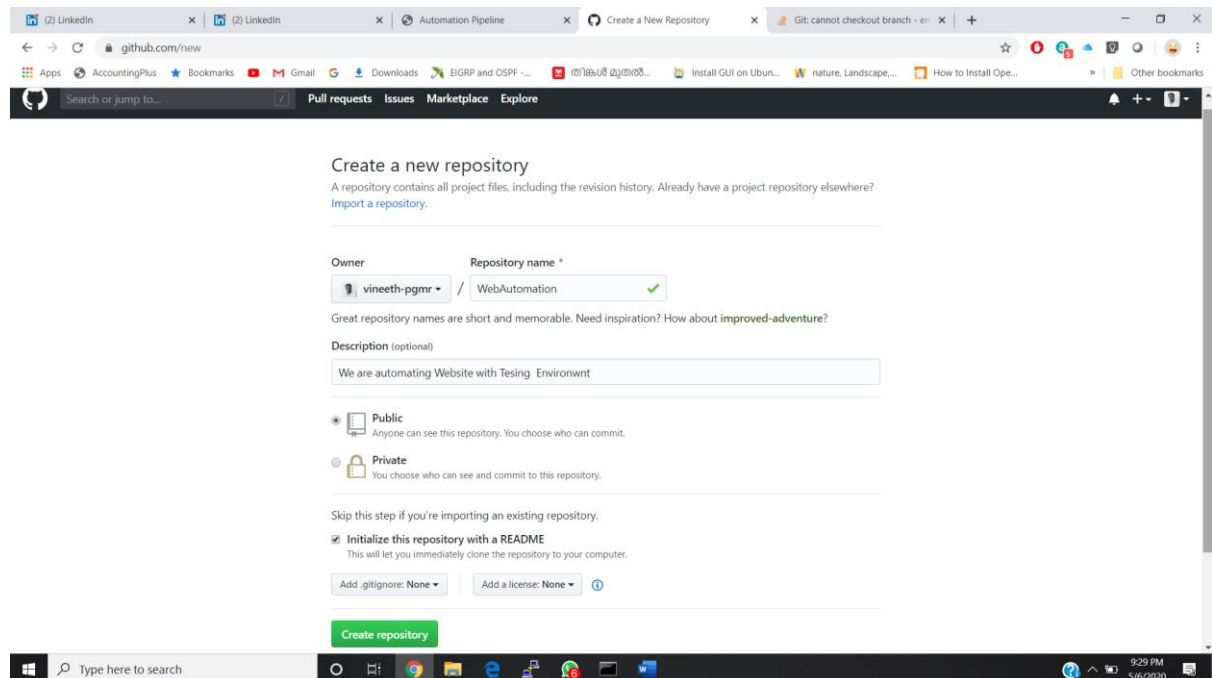 (2) LinkedIn
(2) LinkedIn
Automation Pipeline
Create a New Repository
Git: cannot checkout branch - er
github.com/new
Apps AccountingPlus Bookmarks Gmail Downloads EIGRP and OSPF -... തിങ്കൾ മുതൽ... Install GUI on Ubun... nature, Landscape,... How to Install Ope... » Other bookmarks
Search or jump to... / Pull requests Issues Marketplace Explore
Create a new repository
A repository contains all project files, including the revision history. Already have a project repository elsewhere?
Import a repository.
Owner Repository name *
vineeth-pgmr / WebAutomation
Great repository names are short and memorable. Need inspiration? How about improved-adventure?
Description (optional)
We are automating Website with Tesing Environwnt
Public
Anyone can see this repository. You choose who can commit.
Private
You choose who can see and commit to this repository.
Skip this step if you're importing an existing repository.
Initialize this repository with a README
This will let you immediately clone the repository to your computer.
Add .gitignore: None Add a license: None
Create repository
Type here to search
9:29 PM
5/6/2020